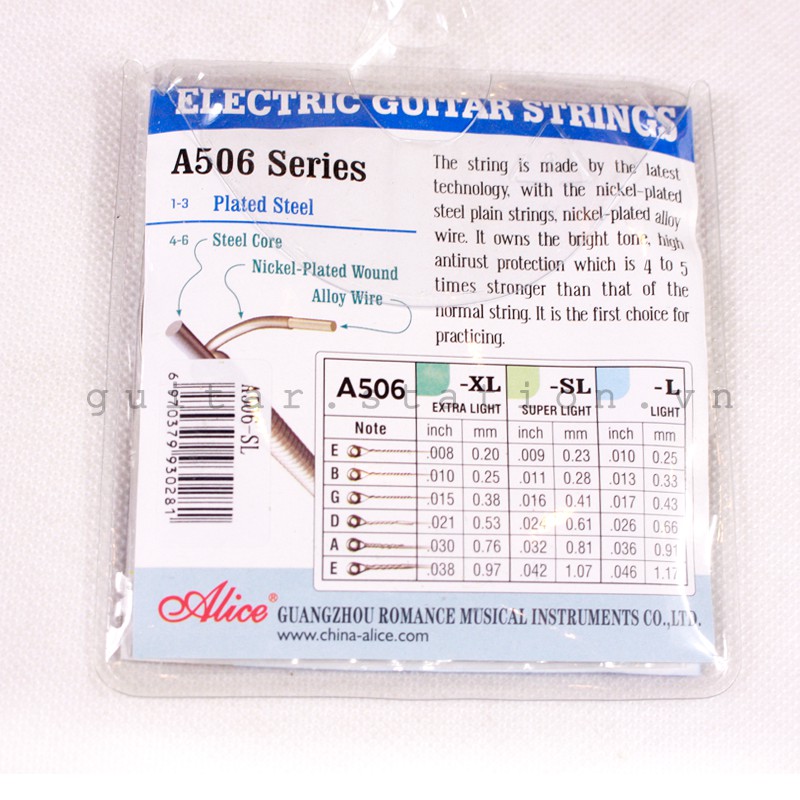 ELECTRIC GUITAR STRINGS
A506 Series
1-3 Plated Steel
4-6 Steel Core
Nickel-Plated Wound
Alloy Wire
The string is made by the latest
technology, with the nickel-plated
steel plain strings, nickel-plated alloy
wire. It owns the bright tone, high
antirust protection which is 4 to 5
times stronger than that of the
normal string. It is the first choice for
practicing.
guitar.station.vn
A506-SL
6970379930281
A506 -XL -SL -L
EXTRA LIGHT SUPER LIGHT LIGHT
Note inch mm inch mm inch mm
E .008 0.20 .009 0.23 .010 0.25
B .010 0.25 .011 0.28 .013 0.33
G .015 0.38 .016 0.41 .017 0.43
D .021 0.53 .024 0.61 .026 0.66
A .030 0.76 .032 0.81 .036 0.91
E .038 0.97 .042 1.07 .046 1.17
Alice® GUANGZHOU ROMANCE MUSICAL INSTRUMENTS CO.,LTD.
www.china-alice.com